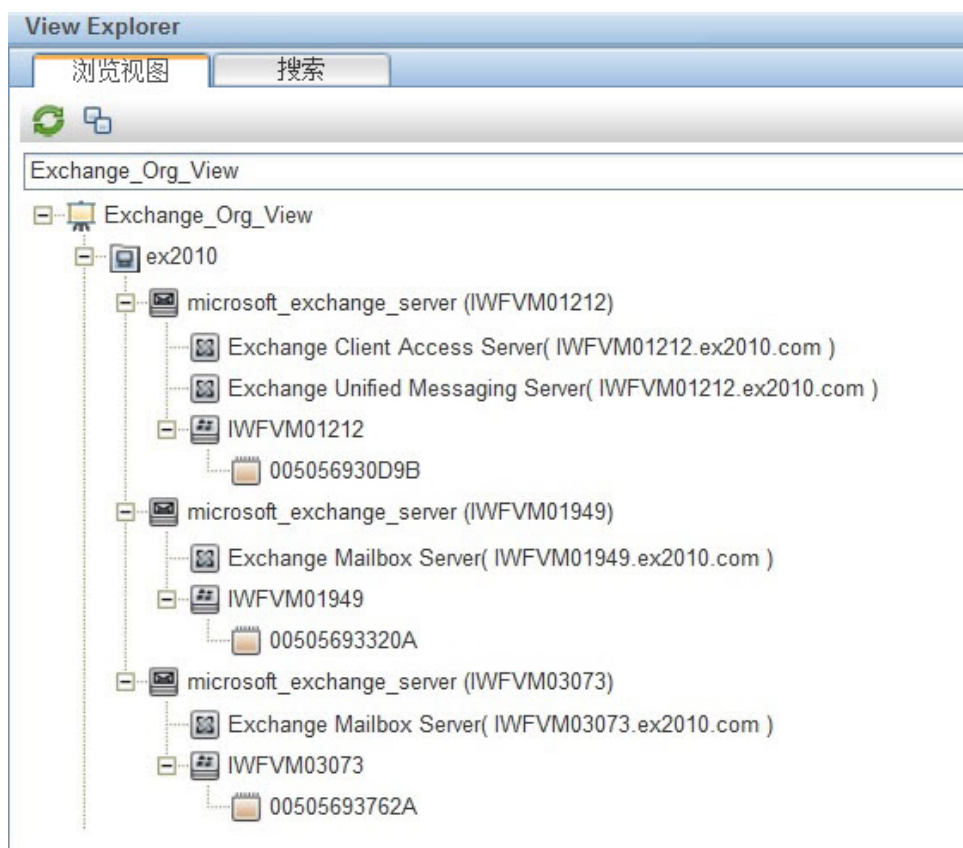 View Explorer
浏览视图
搜索
Exchange_Org_View
Exchange_Org_View
ex2010
microsoft_exchange_server (IWFVM01212)
Exchange Client Access Server( IWFVM01212.ex2010.com )
Exchange Unified Messaging Server( IWFVM01212.ex2010.com )
IWFVM01212
005056930D9B
microsoft_exchange_server (IWFVM01949)
Exchange Mailbox Server( IWFVM01949.ex2010.com )
IWFVM01949
00505693320A
microsoft_exchange_server (IWFVM03073)
Exchange Mailbox Server( IWFVM03073.ex2010.com )
IWFVM03073
00505693762A